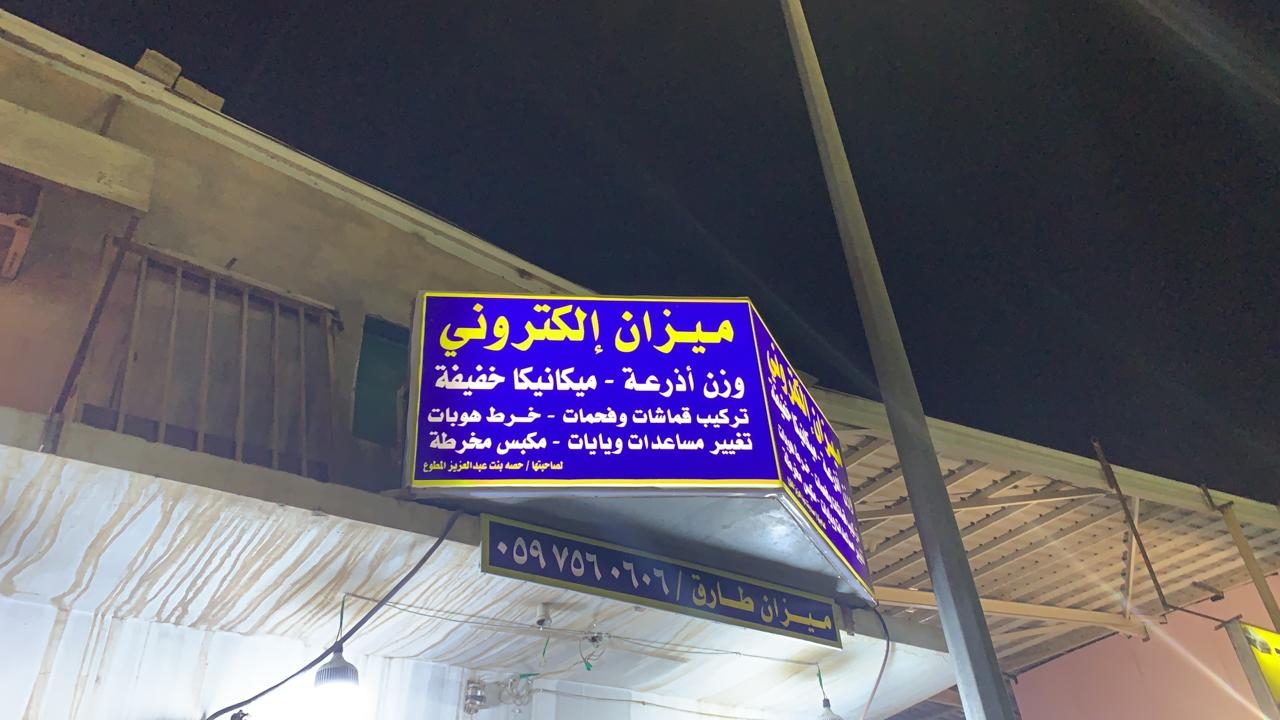 ميزان إلكتروني
وزن أذرعة - ميكانيكا خفيفة
تركيب قماشات وفحمات - خرط هوبات
تغيير مساعدات ويايات - مكبس مخرطة
لصاحبتها / حصه بنت عبدالعزيز المطوع
ميزان طارق / ٠٥٩٧٥٦٠٦٠٦